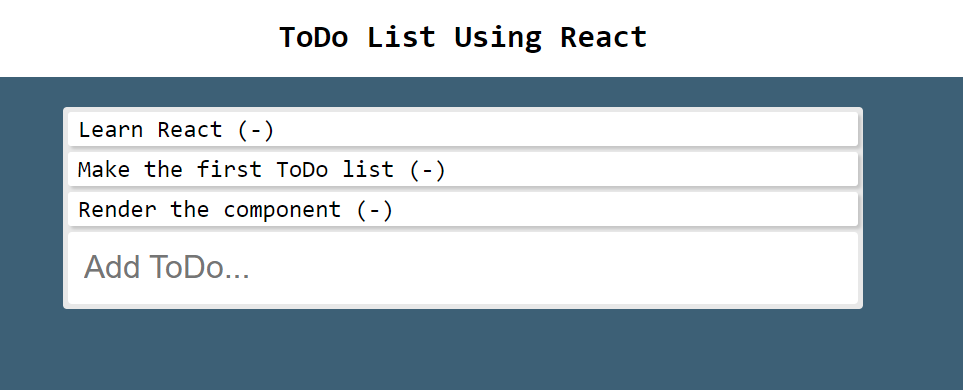 ToDo List Using React
Learn React (-)
Make the first ToDo list (-)
Render the component (-)
Add ToDo...